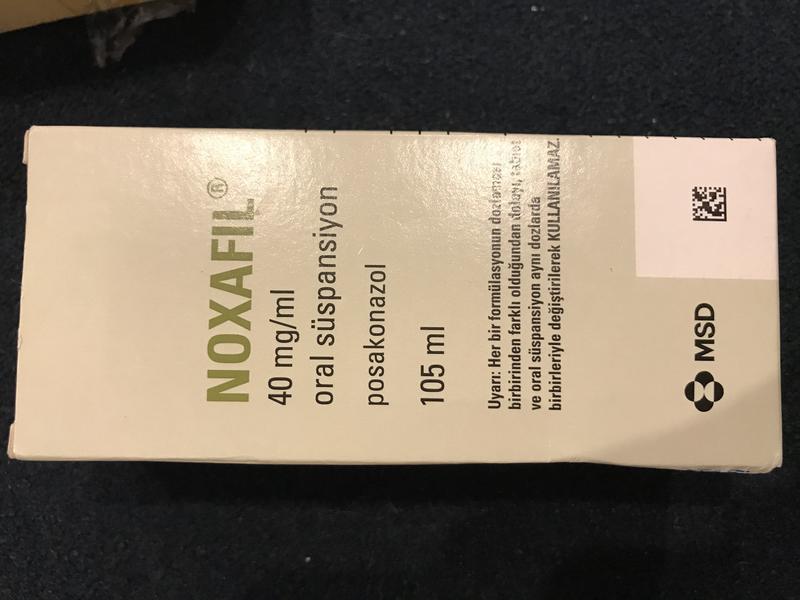 NOXAFIL®
40 mg/ml
oral süspansiyon
posakonazol
105 ml
Uyarı: Her bir formülasyonun dozlaması
birbirinden farklı olduğundan dolayı, tablet
ve oral süspansiyon aynı dozlarda
birbirleriyle değiştirilerek KULLANILAMAZ.
MSD